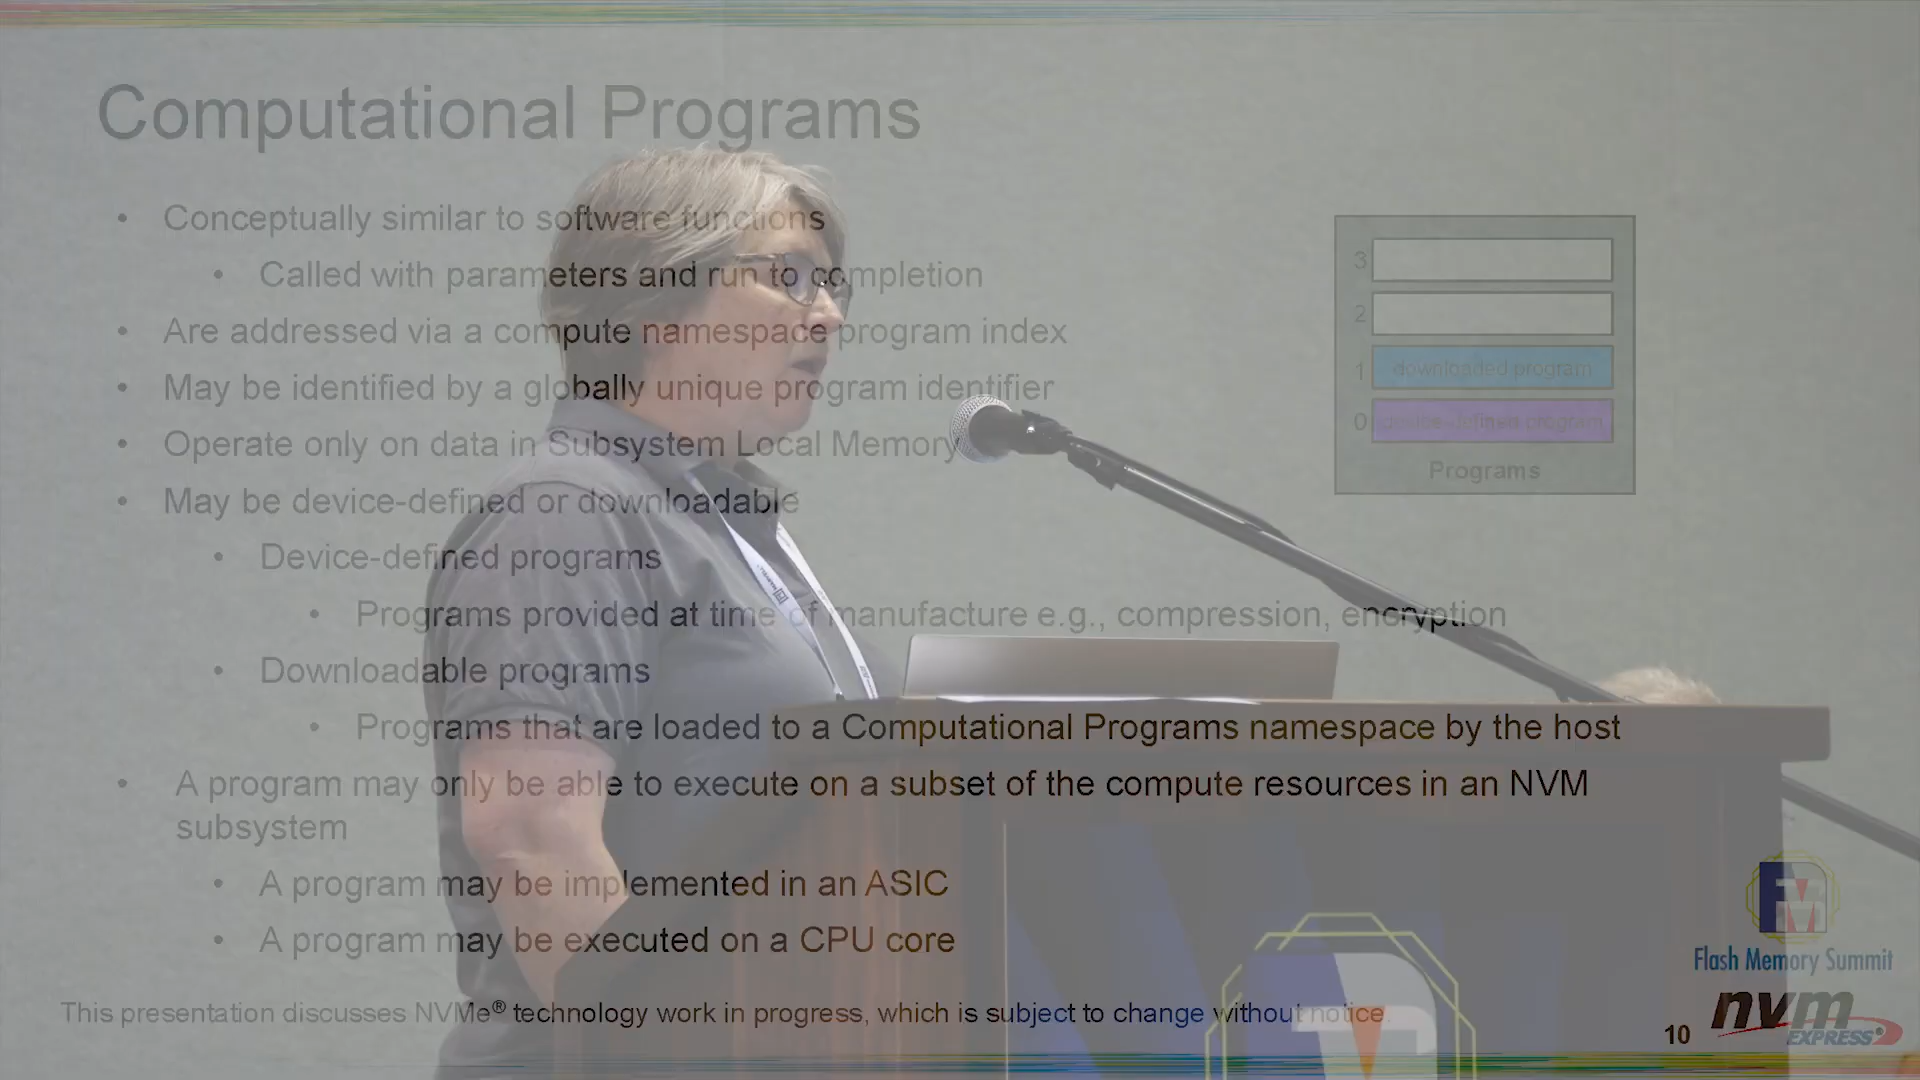 Computational Programs
• Conceptually similar to software functions
• Called with parameters and run to completion
• Are addressed via a compute namespace program index
• May be identified by a globally unique program identifier
• Operate only on data in Subsystem Local Memory
• May be device-defined or downloadable
• Device-defined programs
• Programs provided at time of manufacture e.g., compression, encryption
• Downloadable programs
• Programs that are loaded to a Computational Programs namespace by the host
• A program may only be able to execute on a subset of the compute resources in an NVM
subsystem
• A program may be implemented in an ASIC
• A program may be executed on a CPU core
3
2
1 downloaded program
0 device-defined program
Programs
This presentation discusses NVMe® technology work in progress, which is subject to change without notice
Flash Memory Summit
nvm
EXPRESS®
10